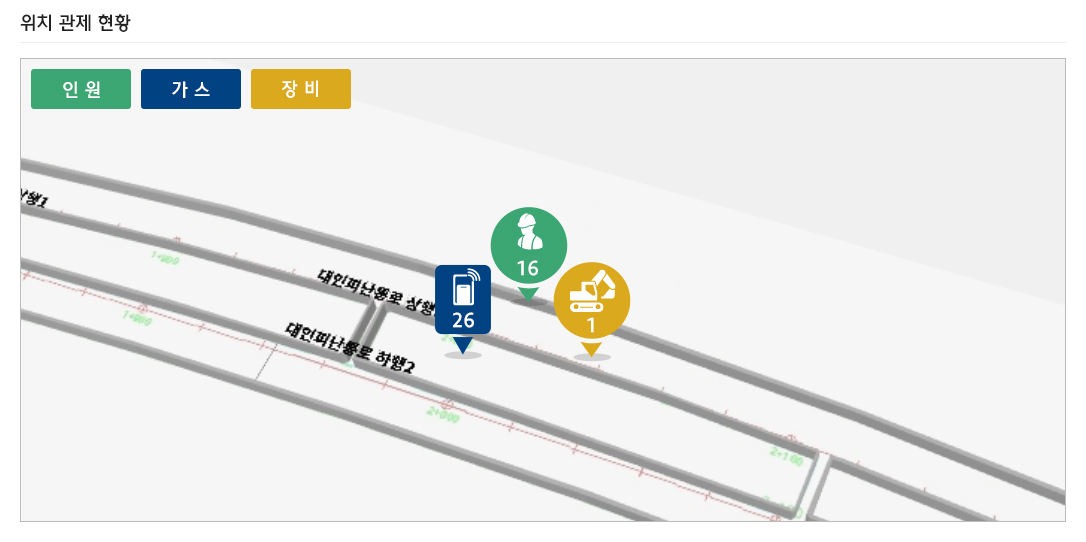 위치 관제 현황
인 원
가 스
장 비
상행1
1+900
대인피난통로 상행
16
26
1
대인피난통로 하행2
1+900
2+000
2+100